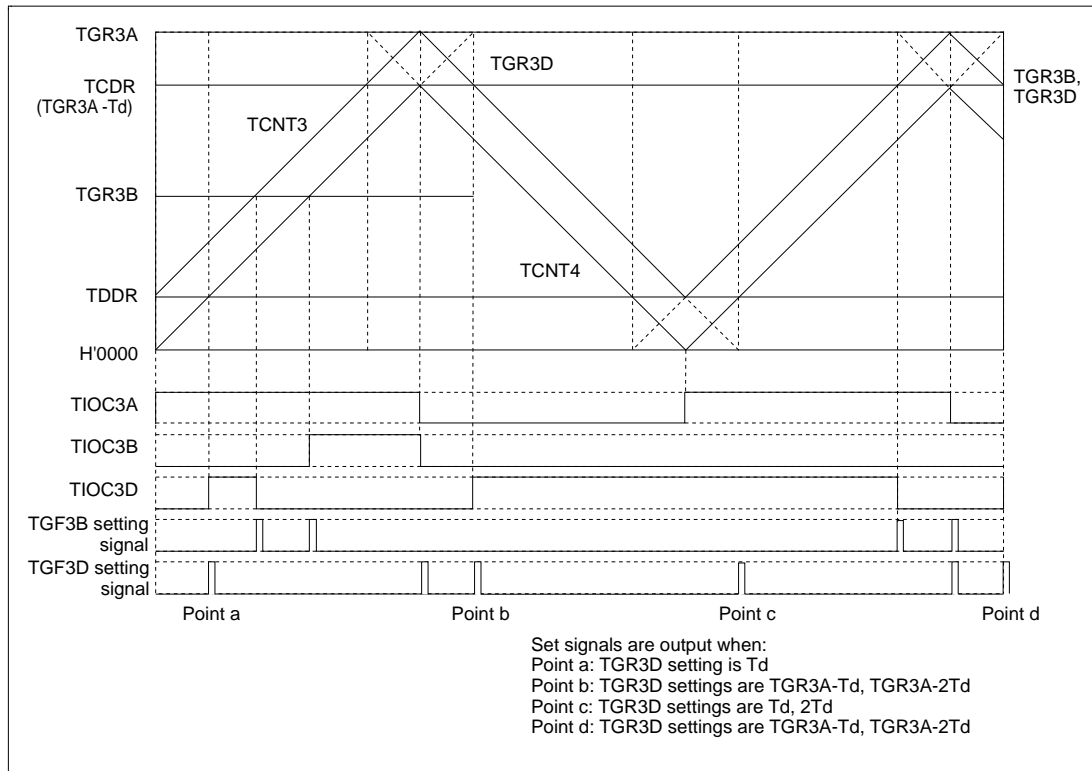 TGR3A
TCDR
(TGR3A -Td)
TGR3D
TGR3B,
TGR3D
TCNT3
TGR3B
TCNT4
TDDR
H'0000
TIOC3A
TIOC3B
TIOC3D
TGF3B setting
signal
TGF3D setting
signal
Point a
Point b
Point c
Point d
Set signals are output when:
Point a: TGR3D setting is Td
Point b: TGR3D settings are TGR3A-Td, TGR3A-2Td
Point c: TGR3D settings are Td, 2Td
Point d: TGR3D settings are TGR3A-Td, TGR3A-2Td